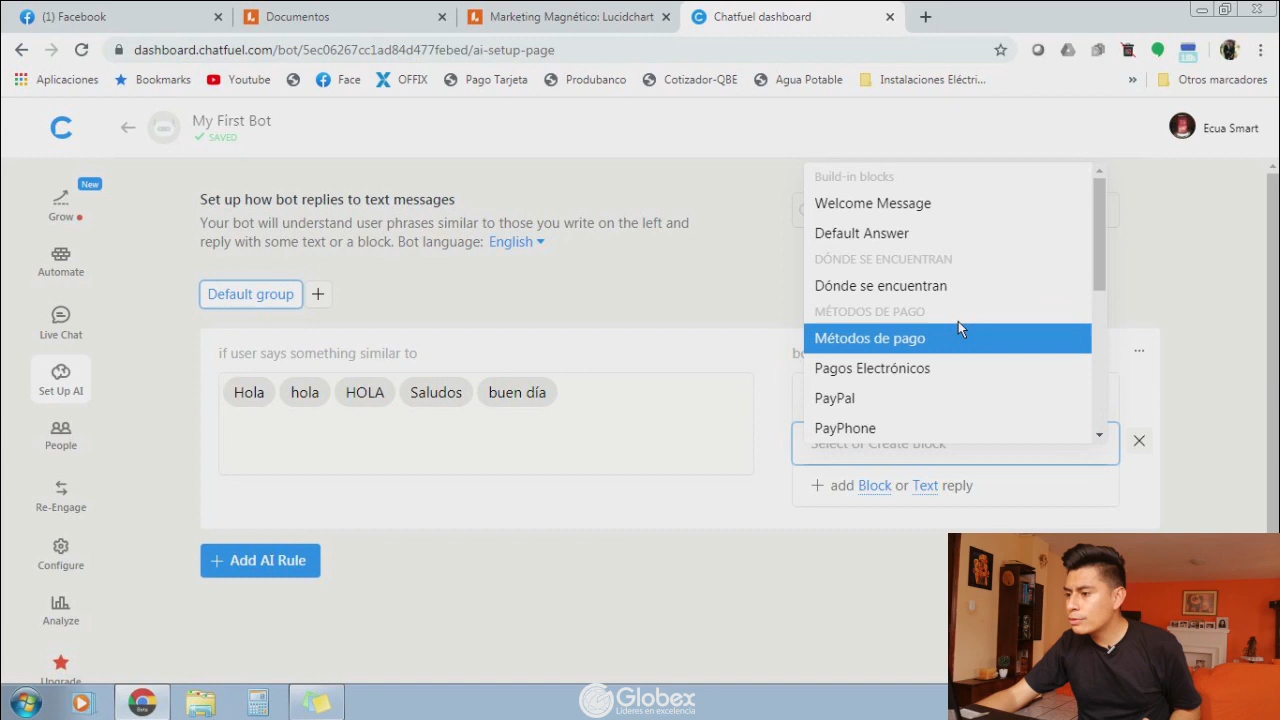 (1) Facebook
Documentos
Marketing Magnético: Lucidchart
Chatfuel dashboard
dashboard.chatfuel.com/bot/5ec06267cc1ad84d477febed/ai-setup-page
Aplicaciones
Bookmarks
Youtube
Face
OFFIX
Pago Tarjeta
Produbanco
Cotizador-QBE
Agua Potable
Instalaciones Eléctri...
Otros marcadores
My First Bot
SAVED
Ecua Smart
New
Grow
Automate
Live Chat
Set Up AI
People
Re-Engage
Configure
Analyze
Upgrade
Set up how bot replies to text messages
Your bot will understand user phrases similar to those you write on the left and
reply with some text or a block. Bot language: English
Default group
if user says something similar to
Hola hola HOLA Saludos buen día
Add AI Rule
Build-in blocks
Welcome Message
Default Answer
DÓNDE SE ENCUENTRAN
Dónde se encuentran
MÉTODOS DE PAGO
Métodos de pago
Pagos Electrónicos
PayPal
PayPhone
Select or Create Block
add Block or Text reply
Globex
Líderes en excelencia